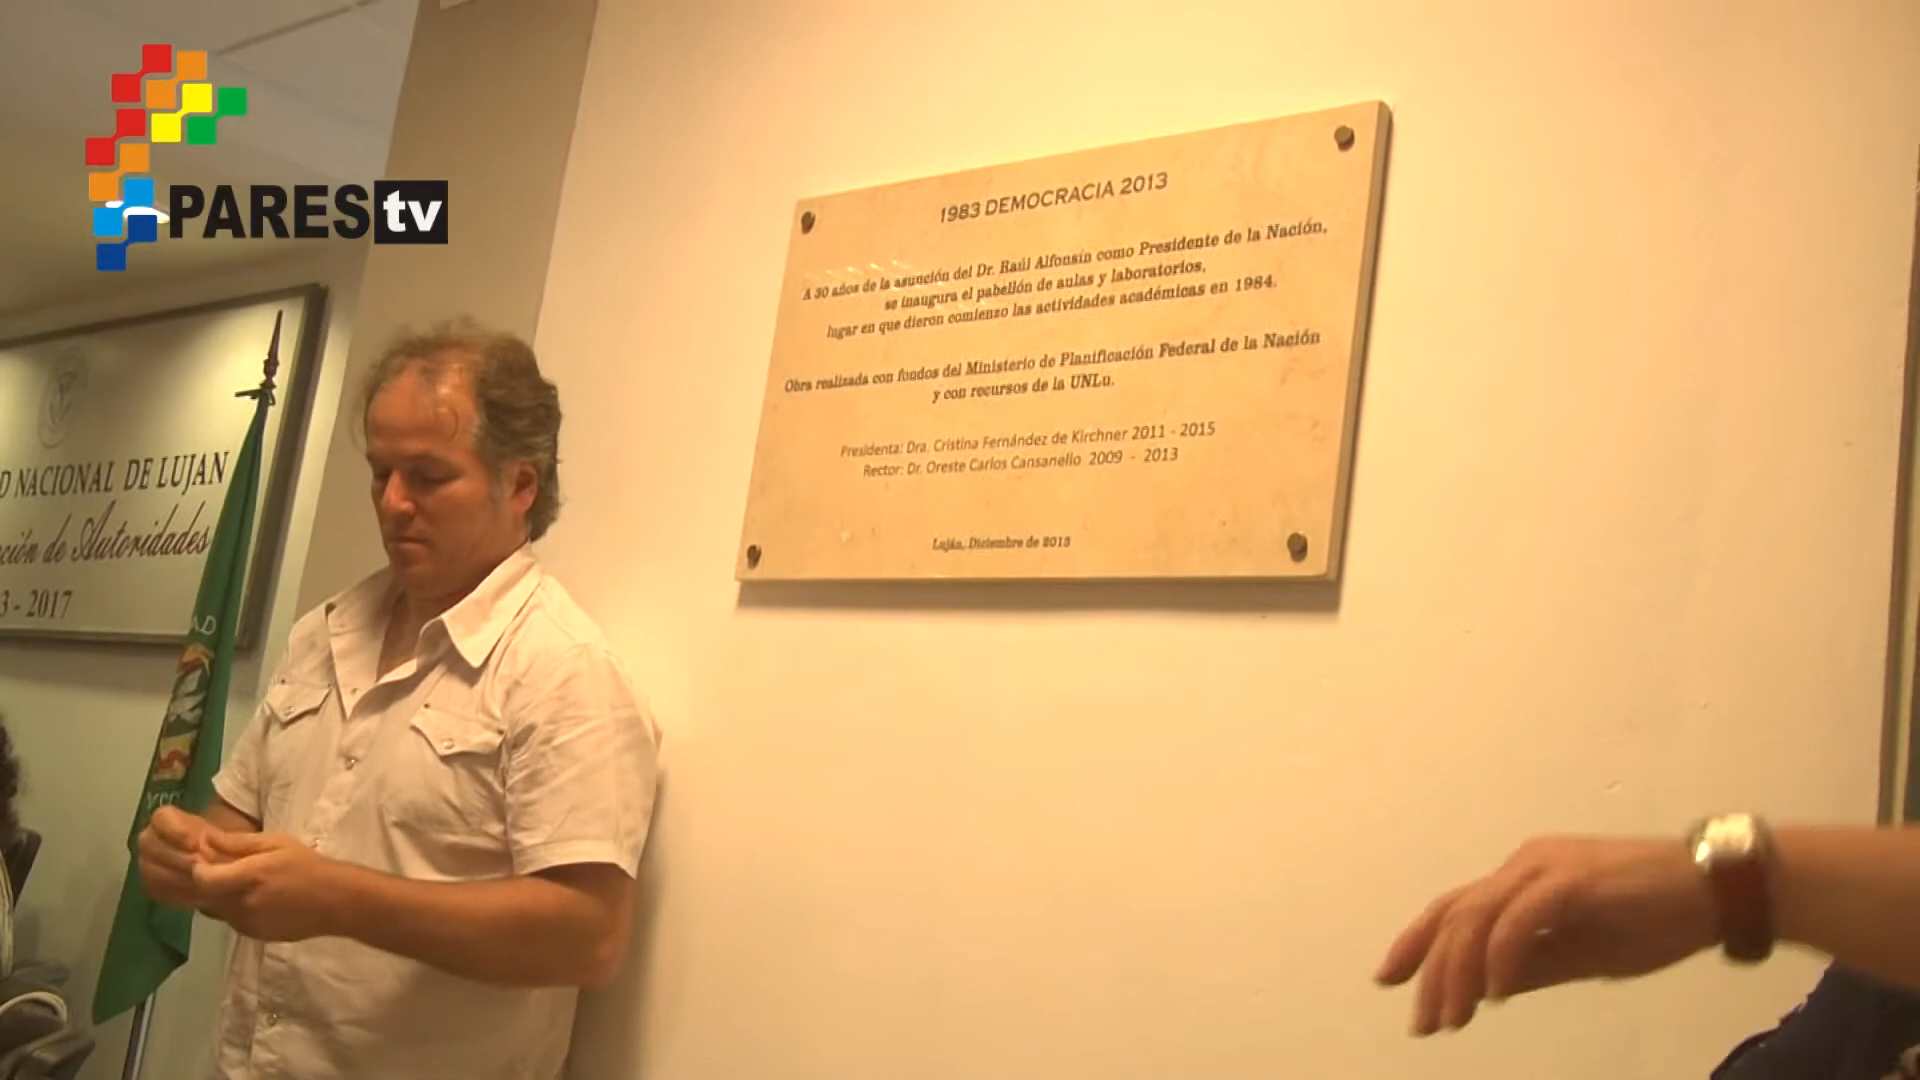 PARES tv
1983 DEMOCRACIA 2013
A 30 años de la asunción del Dr. Raúl Alfonsín como Presidente de la Nación,
se inaugura el pabellón de aulas y laboratorios,
lugar en que dieron comienzo las actividades académicas en 1984.
Obra realizada con fondos del Ministerio de Planificación Federal de la Nación
y con recursos de la UNLu.
Presidenta: Dra. Cristina Fernández de Kirchner 2011 - 2015
Rector: Dr. Oreste Carlos Cansanello 2009 - 2013
Luján, Diciembre de 2013
D NACIONAL DE LUJAN
ción de Autoridades
3 - 2017
AD